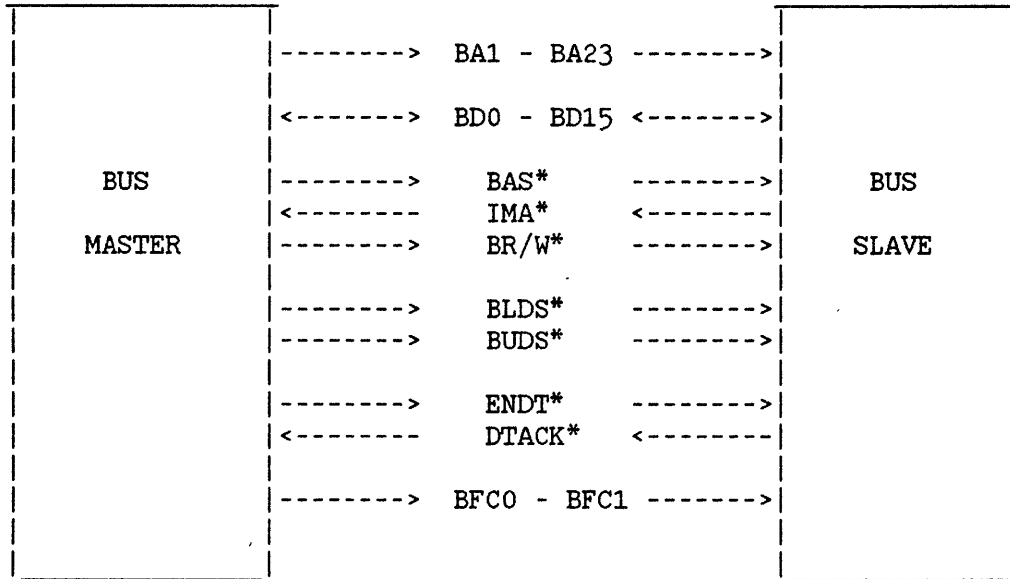 BA1 - BA23
BD0 - BD15
BUS BAS* BUS
IMA*
MASTER BR/W* SLAVE
BLDS*
BUDS*
ENDT*
DTACK*
BFC0 - BFC1